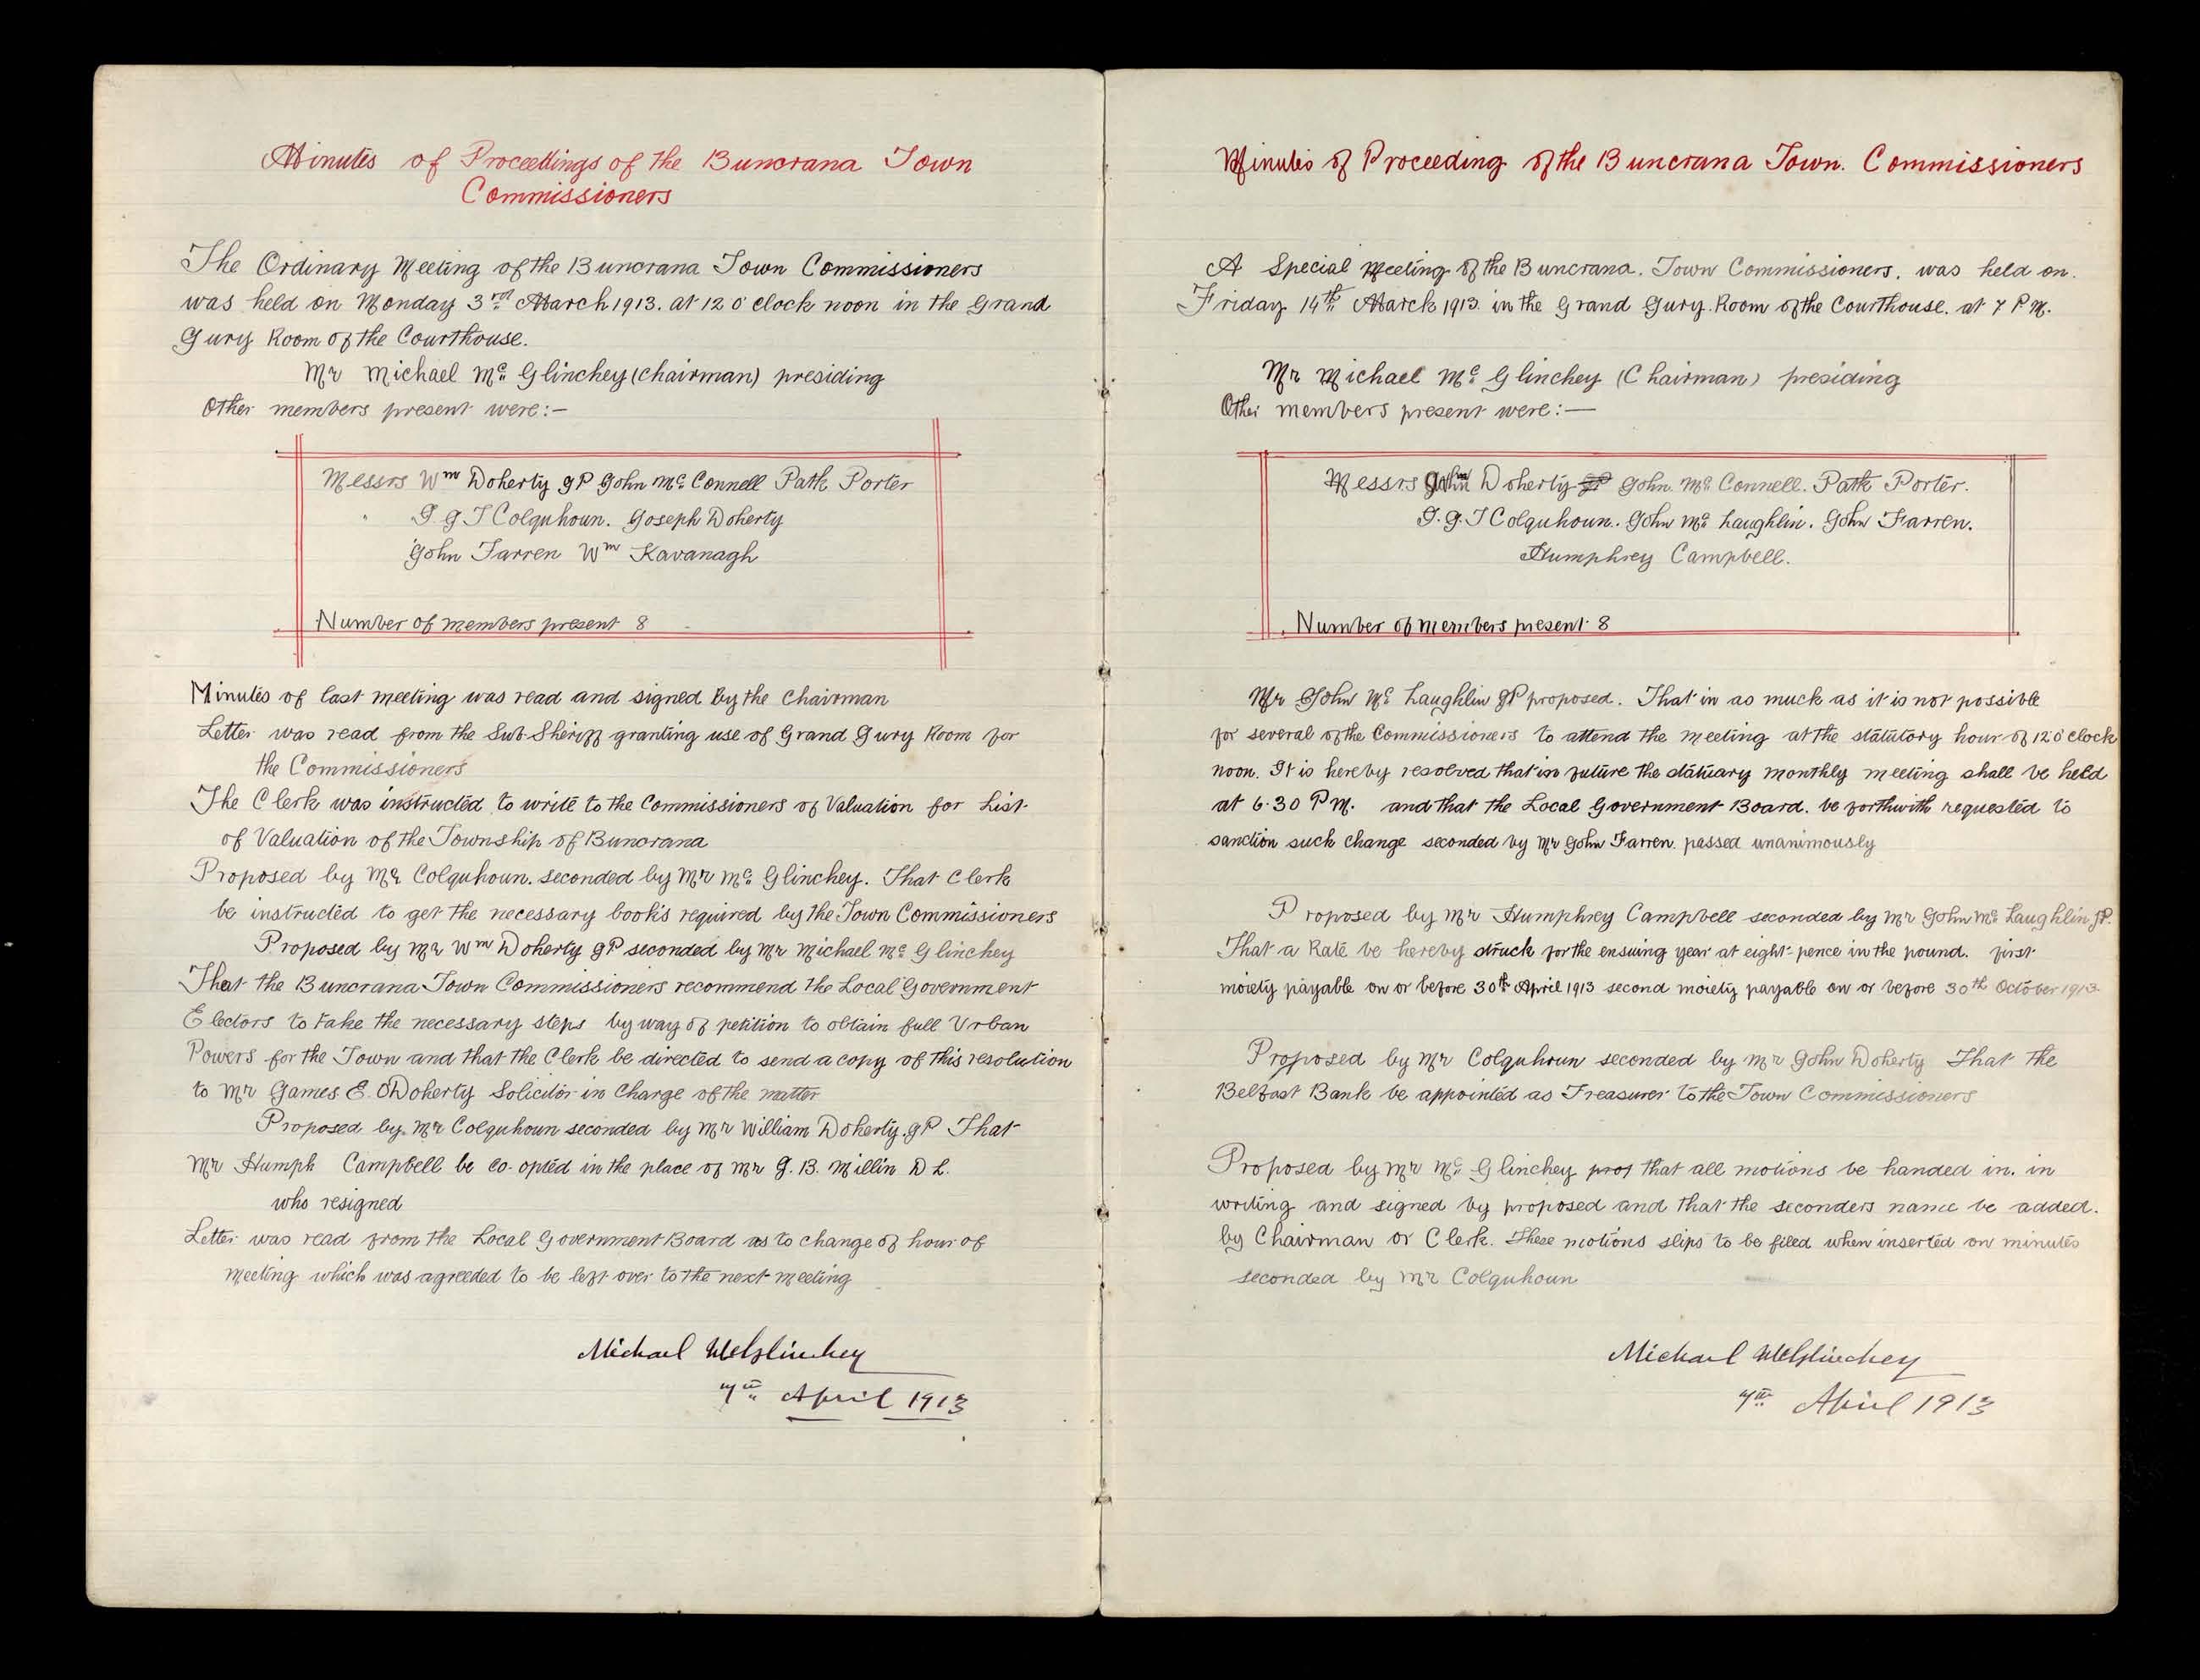 Minutes of Proceedings of the Buncrana Town
Commissioners
The Ordinary Meeting of the Buncrana Town Commissioners
was held on Monday 3rd March 1913. at 12 o'clock noon in the Grand
Jury Room of the Courthouse.
Mr Michael Mc Glinchey (Chairman) presiding
Other members present were:-
Messrs Wm Doherty JP John Mc Connell Patk Porter
I. J I Colquhoun. Joseph Doherty
John Farren Wm Kavanagh
Number of members present 8
Minutes of last meeting was read and signed by the Chairman
Letter was read from the Sub-Sheriff granting use of Grand Jury Room for
the Commissioners
The Clerk was instructed to write to the Commissioners of Valuation for List
of Valuation of the Township of Buncrana
Proposed by Mr Colquhoun. seconded by Mr Mc Glinchey. That Clerk
be instructed to get the necessary books required by the Town Commissioners
Proposed by Mr Wm Doherty JP seconded by Mr Michael Mc Glinchey
That the Buncrana Town Commissioners recommend the Local Government
Electors to take the necessary steps by way of petition to obtain full Urban
Powers for the Town and that the Clerk be directed to send a copy of this resolution
to Mr James E. O'Doherty Solicitor in Charge of the matter
Proposed by Mr Colquhoun seconded by Mr William Doherty. JP That
Mr Humph Campbell be Co-opted in the place of Mr G. B. Millin D L.
who resigned
Letter was read from the Local Government Board as to change of hour of
meeting which was agreeded to be left over to the next meeting
Michael McGlinchey
7th April 1913
Minutes of Proceeding of the Buncrana Town. Commissioners
A Special Meeting of the Buncrana. Town Commissioners. was held on.
Friday 14th March 1913 in the Grand Jury. Room of the Courthouse. at 7 P M.
Mr Michael Mc Glinchey (Chairman) presiding
Other members present were:—
Messrs John Doherty JP John. Mc Connell. Patk Porter.
I. J. I Colquhoun. John Mc Laughlin. John Farren.
Humphrey Campbell.
Number of members present 8
Mr John Mc Laughlin JP proposed. That in as much as it is not possible
for several of the Commissioners to attend the meeting at the statutory hour of 12 o'clock
noon. It is hereby resolved that in future the statuary monthly meeting shall be held
at 6.30 P M. and that the Local Government Board. be forthwith requested to
sanction such change seconded by Mr John Farren. passed unanimously
Proposed by Mr Humphrey Campbell seconded by Mr John Mc Laughlin JP.
That a Rate be hereby struck for the ensuing year at eight-pence in the pound. first
moiety payable on or before 30th April 1913 second moiety payable on or before 30th October 1913
Proposed by Mr Colquhoun seconded by Mr John Doherty That the
Belfast Bank be appointed as Treasurer to the Town Commissioners
Proposed by Mr Mc Glinchey prof that all motions be handed in. in
writing and signed by proposed and that the seconders name be added.
by Chairman or Clerk. These motions slips to be filed when inserted on minutes
seconded by Mr Colquhoun
Michael McGlinchey
7th April 1913